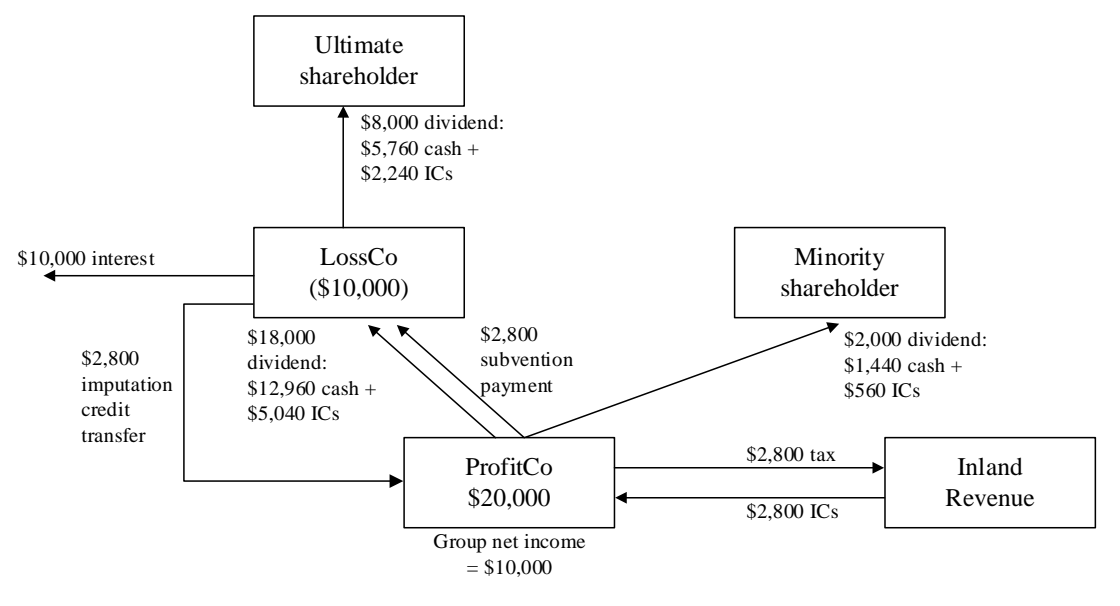 Ultimate
shareholder
$8,000 dividend:
$5,760 cash +
$2,240 ICs
$10,000 interest
LossCo
($10,000)
Minority
shareholder
$2,800
imputation
credit
transfer
$18,000
dividend:
$12,960 cash +
$5,040 ICs
$2,800
subvention
payment
$2,000 dividend:
$1,440 cash +
$560 ICs
ProfitCo
$20,000
$2,800 tax
$2,800 ICs
Inland
Revenue
Group net income
= $10,000